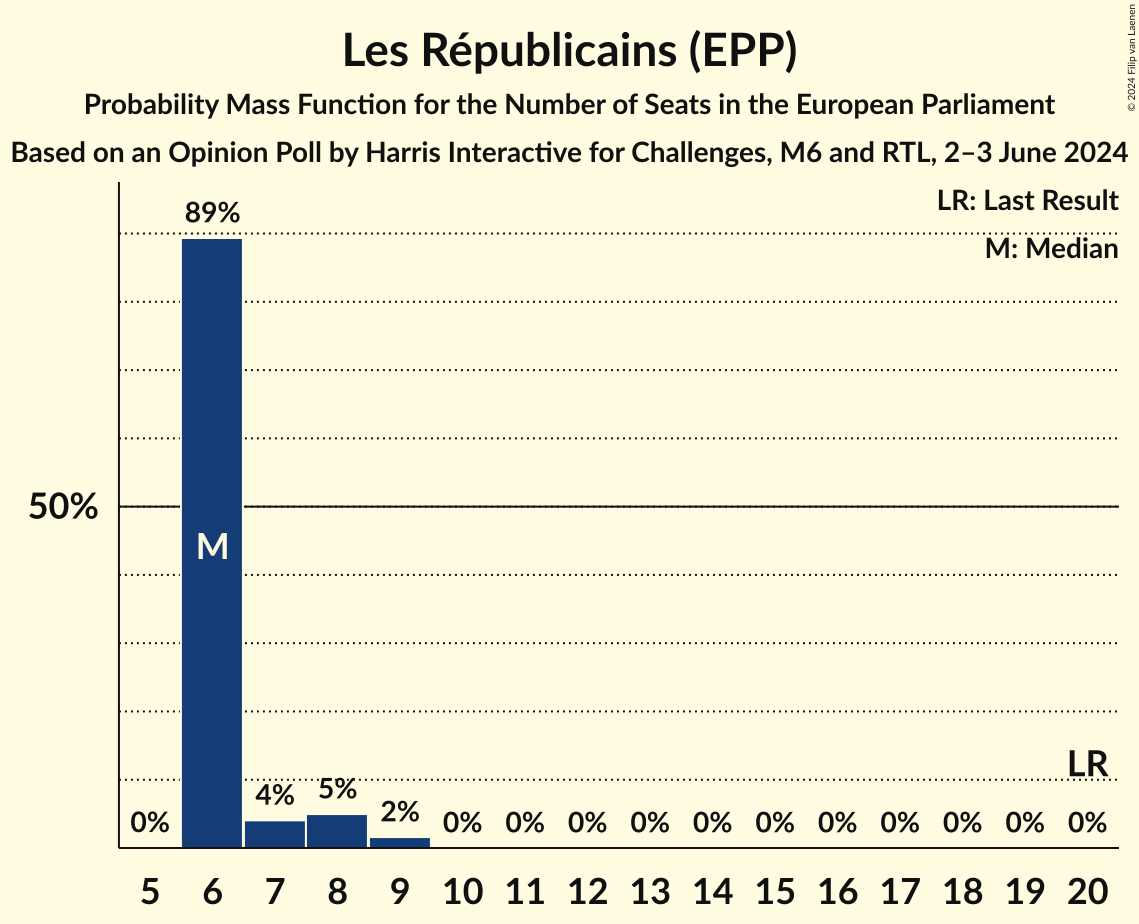 Les Républicains (EPP)
Probability Mass Function for the Number of Seats in the European Parliament
Based on an Opinion Poll by Harris Interactive for Challenges, M6 and RTL, 2–3 June 2024
© 2024 Filip van Laenen
LR: Last Result
M: Median
89%
50%
M
LR
0% 4% 5% 2% 0% 0% 0% 0% 0% 0% 0% 0% 0% 0% 0%
5 6 7 8 9 10 11 12 13 14 15 16 17 18 19 20